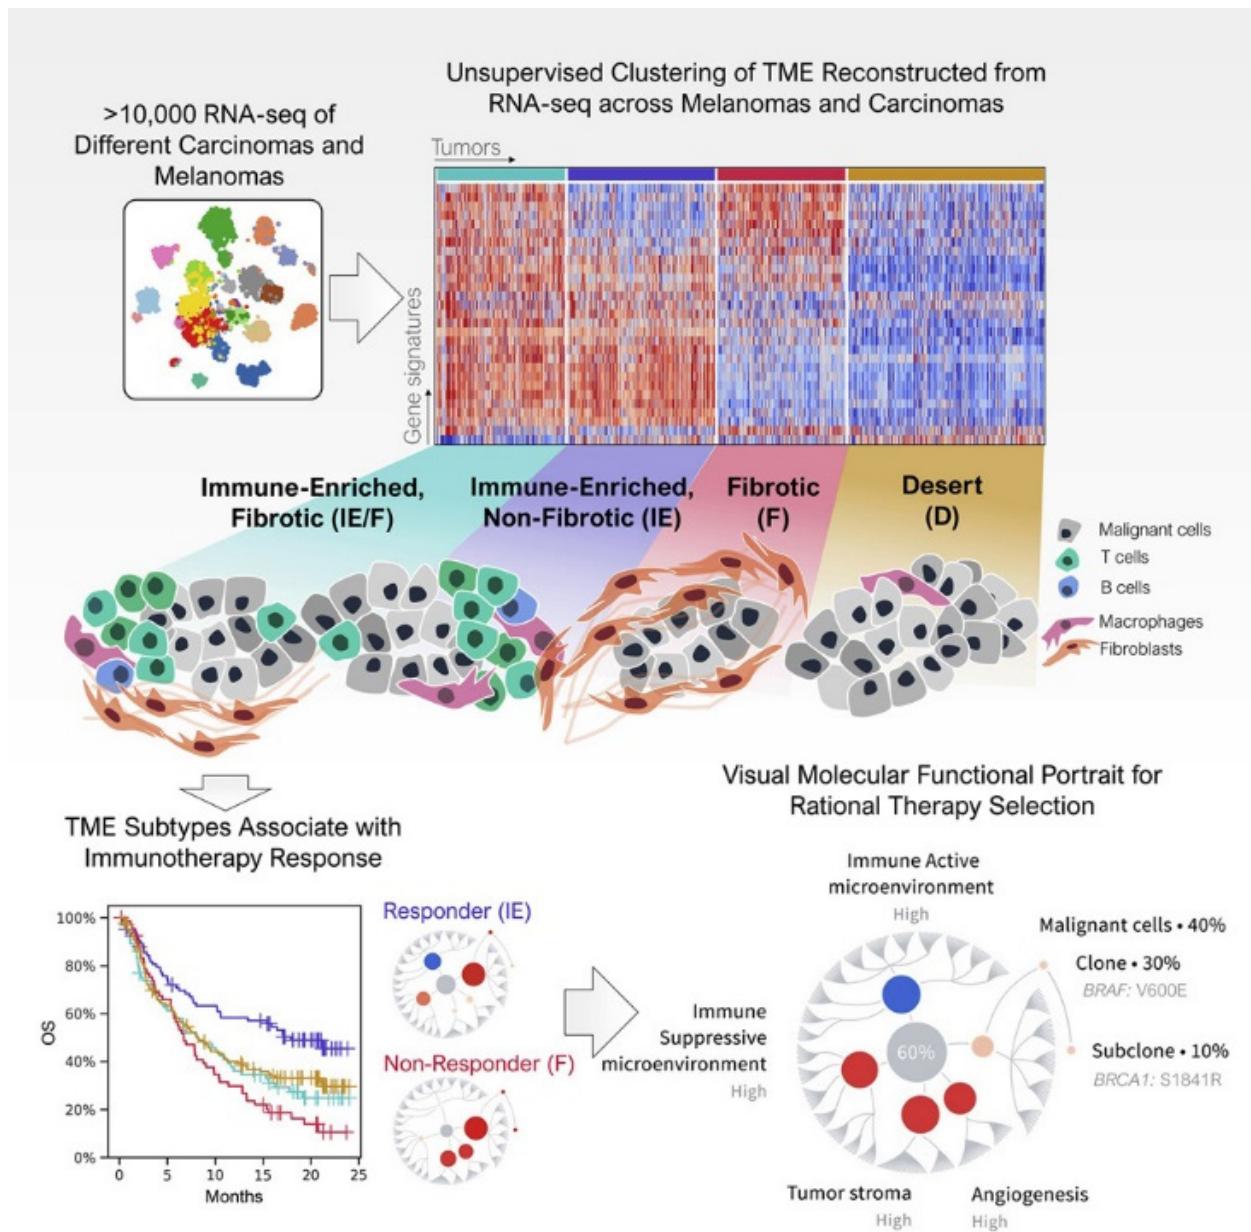 Unsupervised Clustering of TME Reconstructed from
RNA-seq across Melanomas and Carcinomas
>10,000 RNA-seq of
Different Carcinomas and
Melanomas
Tumors
Gene signatures
Immune-Enriched,
Fibrotic (IE/F)
Immune-Enriched,
Non-Fibrotic (IE)
Fibrotic
(F)
Desert
(D)
Malignant cells
T cells
B cells
Macrophages
Fibroblasts
TME Subtypes Associate with
Immunotherapy Response
100%
80%
60%
40%
20%
0%
OS
0 5 10 15 20 25
Months
Responder (IE)
Non-Responder (F)
Visual Molecular Functional Portrait for
Rational Therapy Selection
Immune Active
microenvironment
High
Immune
Suppressive
microenvironment
High
60%
Malignant cells • 40%
Clone • 30%
BRAF: V600E
Subclone • 10%
BRCA1: S1841R
Tumor stroma
High
Angiogenesis
High